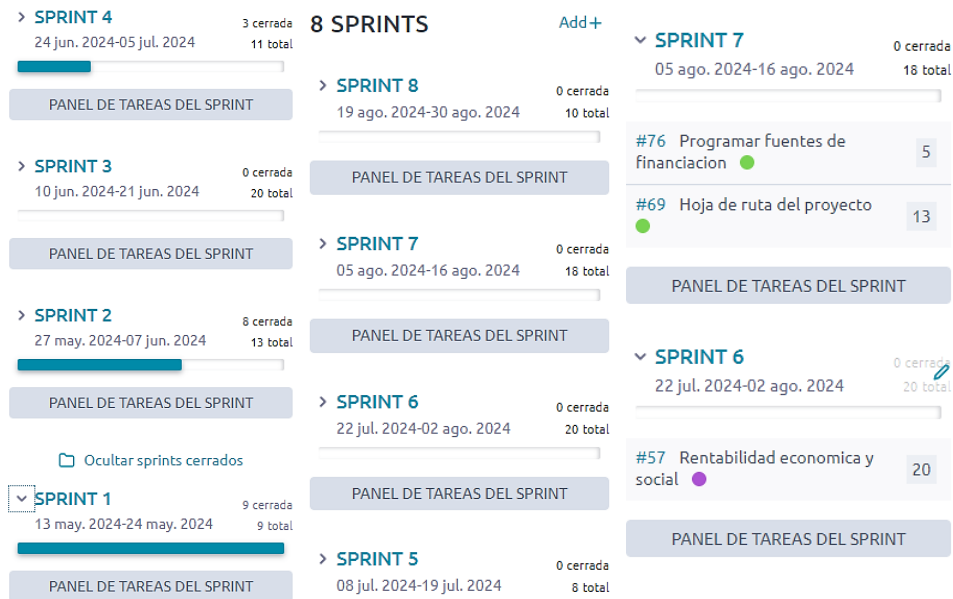 SPRINT 4
3 cerrada
24 jun. 2024-05 jul. 2024
11 total
PANEL DE TAREAS DEL SPRINT
SPRINT 3
0 cerrada
10 jun. 2024-21 jun. 2024
20 total
PANEL DE TAREAS DEL SPRINT
SPRINT 2
8 cerrada
27 may. 2024-07 jun. 2024
13 total
PANEL DE TAREAS DEL SPRINT
Ocultar sprints cerrados
SPRINT 1
9 cerrada
13 may. 2024-24 may. 2024
9 total
PANEL DE TAREAS DEL SPRINT
8 SPRINTS
Add+
SPRINT 8
0 cerrada
19 ago. 2024-30 ago. 2024
10 total
PANEL DE TAREAS DEL SPRINT
SPRINT 7
0 cerrada
05 ago. 2024-16 ago. 2024
18 total
PANEL DE TAREAS DEL SPRINT
SPRINT 6
0 cerrada
22 jul. 2024-02 ago. 2024
20 total
PANEL DE TAREAS DEL SPRINT
SPRINT 5
0 cerrada
08 jul. 2024-19 jul. 2024
8 total
SPRINT 7
0 cerrada
05 ago. 2024-16 ago. 2024
18 total
#76 Programar fuentes de
financiacion
5
#69 Hoja de ruta del proyecto
13
PANEL DE TAREAS DEL SPRINT
SPRINT 6
0 cerrada
22 jul. 2024-02 ago. 2024
20 total
#57 Rentabilidad economica y
social
20
PANEL DE TAREAS DEL SPRINT